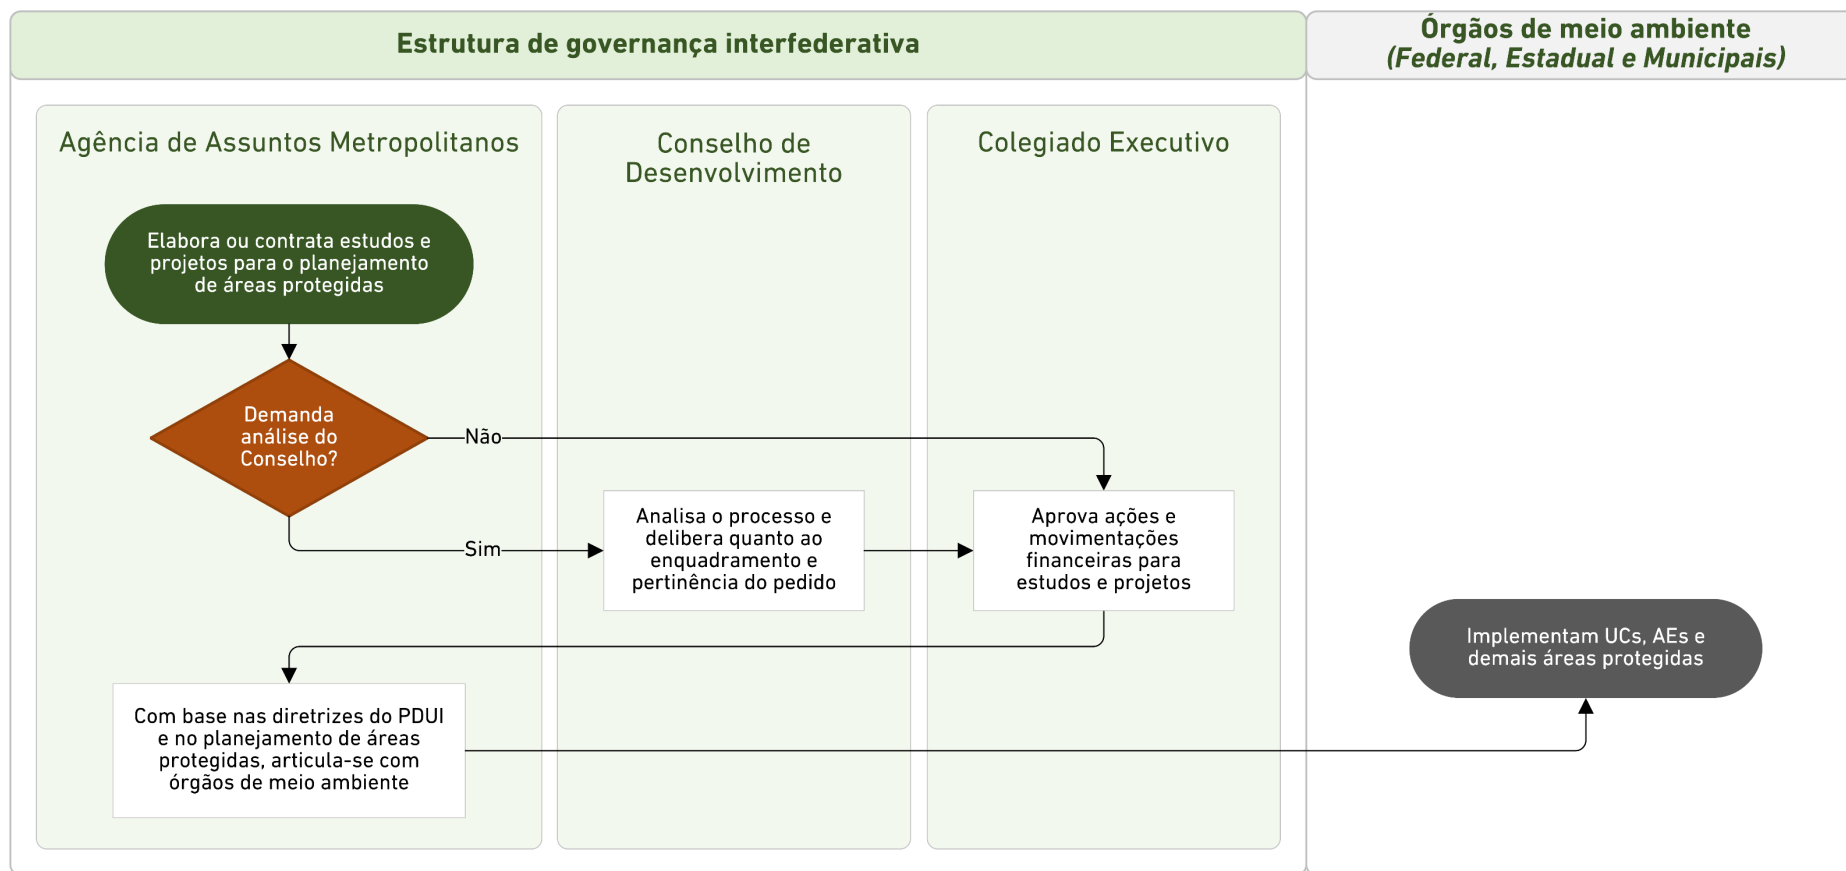 Estrutura de governança interfederativa
Órgãos de meio ambiente
(Federal, Estadual e Municipais)
Agência de Assuntos Metropolitanos
Conselho de
Desenvolvimento
Colegiado Executivo
Elabora ou contrata estudos e
projetos para o planejamento
de áreas protegidas
Demanda
análise do
Conselho?
Não
Sim
Analisa o processo e
delibera quanto ao
enquadramento e
pertinência do pedido
Aprova ações e
movimentações
financeiras para
estudos e projetos
Com base nas diretrizes do PDUI
e no planejamento de áreas
protegidas, articula-se com
órgãos de meio ambiente
Implementam UCs, AEs e
demais áreas protegidas